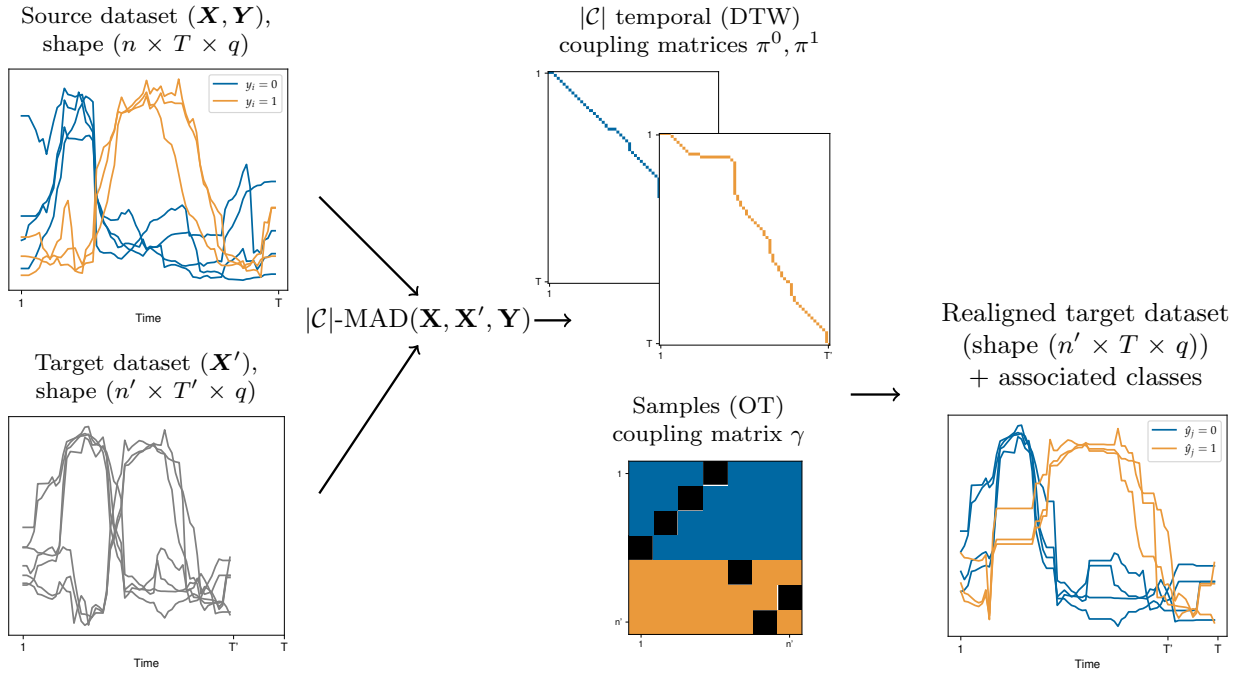 Source dataset (X, Y),
shape (n × T × q)
y_i = 0
y_i = 1
1
T
Time
Target dataset (X′),
shape (n′ × T′ × q)
1
T'
T
Time
|C|-MAD(X, X′, Y)
|C| temporal (DTW)
coupling matrices π^0, π^1
1
T
1
1
T
1
T'
Samples (OT)
coupling matrix γ
1
n'
1
n'
Realigned target dataset
(shape (n′ × T × q))
+ associated classes
ŷ_j = 0
ŷ_j = 1
1
T'
T
Time